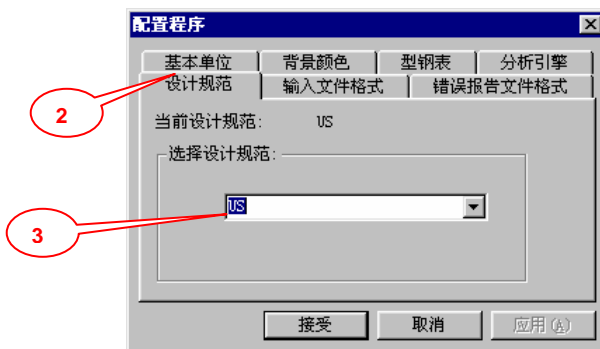 配置程序
基本单位 背景颜色 型钢表 分析引擎
设计规范 输入文件格式 错误报告文件格式
2
当前设计规范: US
选择设计规范:
US
3
接受 取消 应用(A)